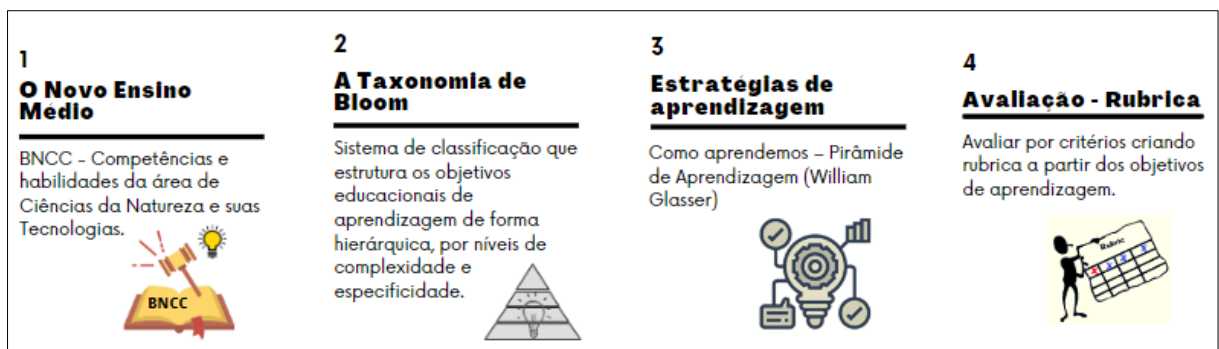 1
O Novo Ensino
Médio
BNCC - Competências e
habilidades da área de
Ciências da Natureza e suas
Tecnologias.
BNCC
2
A Taxonomia de
Bloom
Sistema de classificação que
estrutura os objetivos
educacionais de
aprendizagem de forma
hierárquica, por níveis de
complexidade e
especificidade.
3
Estratégias de
aprendizagem
Como aprendemos – Pirâmide
de Aprendizagem (William
Glasser)
4
Avaliação - Rubrica
Avaliar por critérios criando
rubrica a partir dos objetivos
de aprendizagem.
Rubric